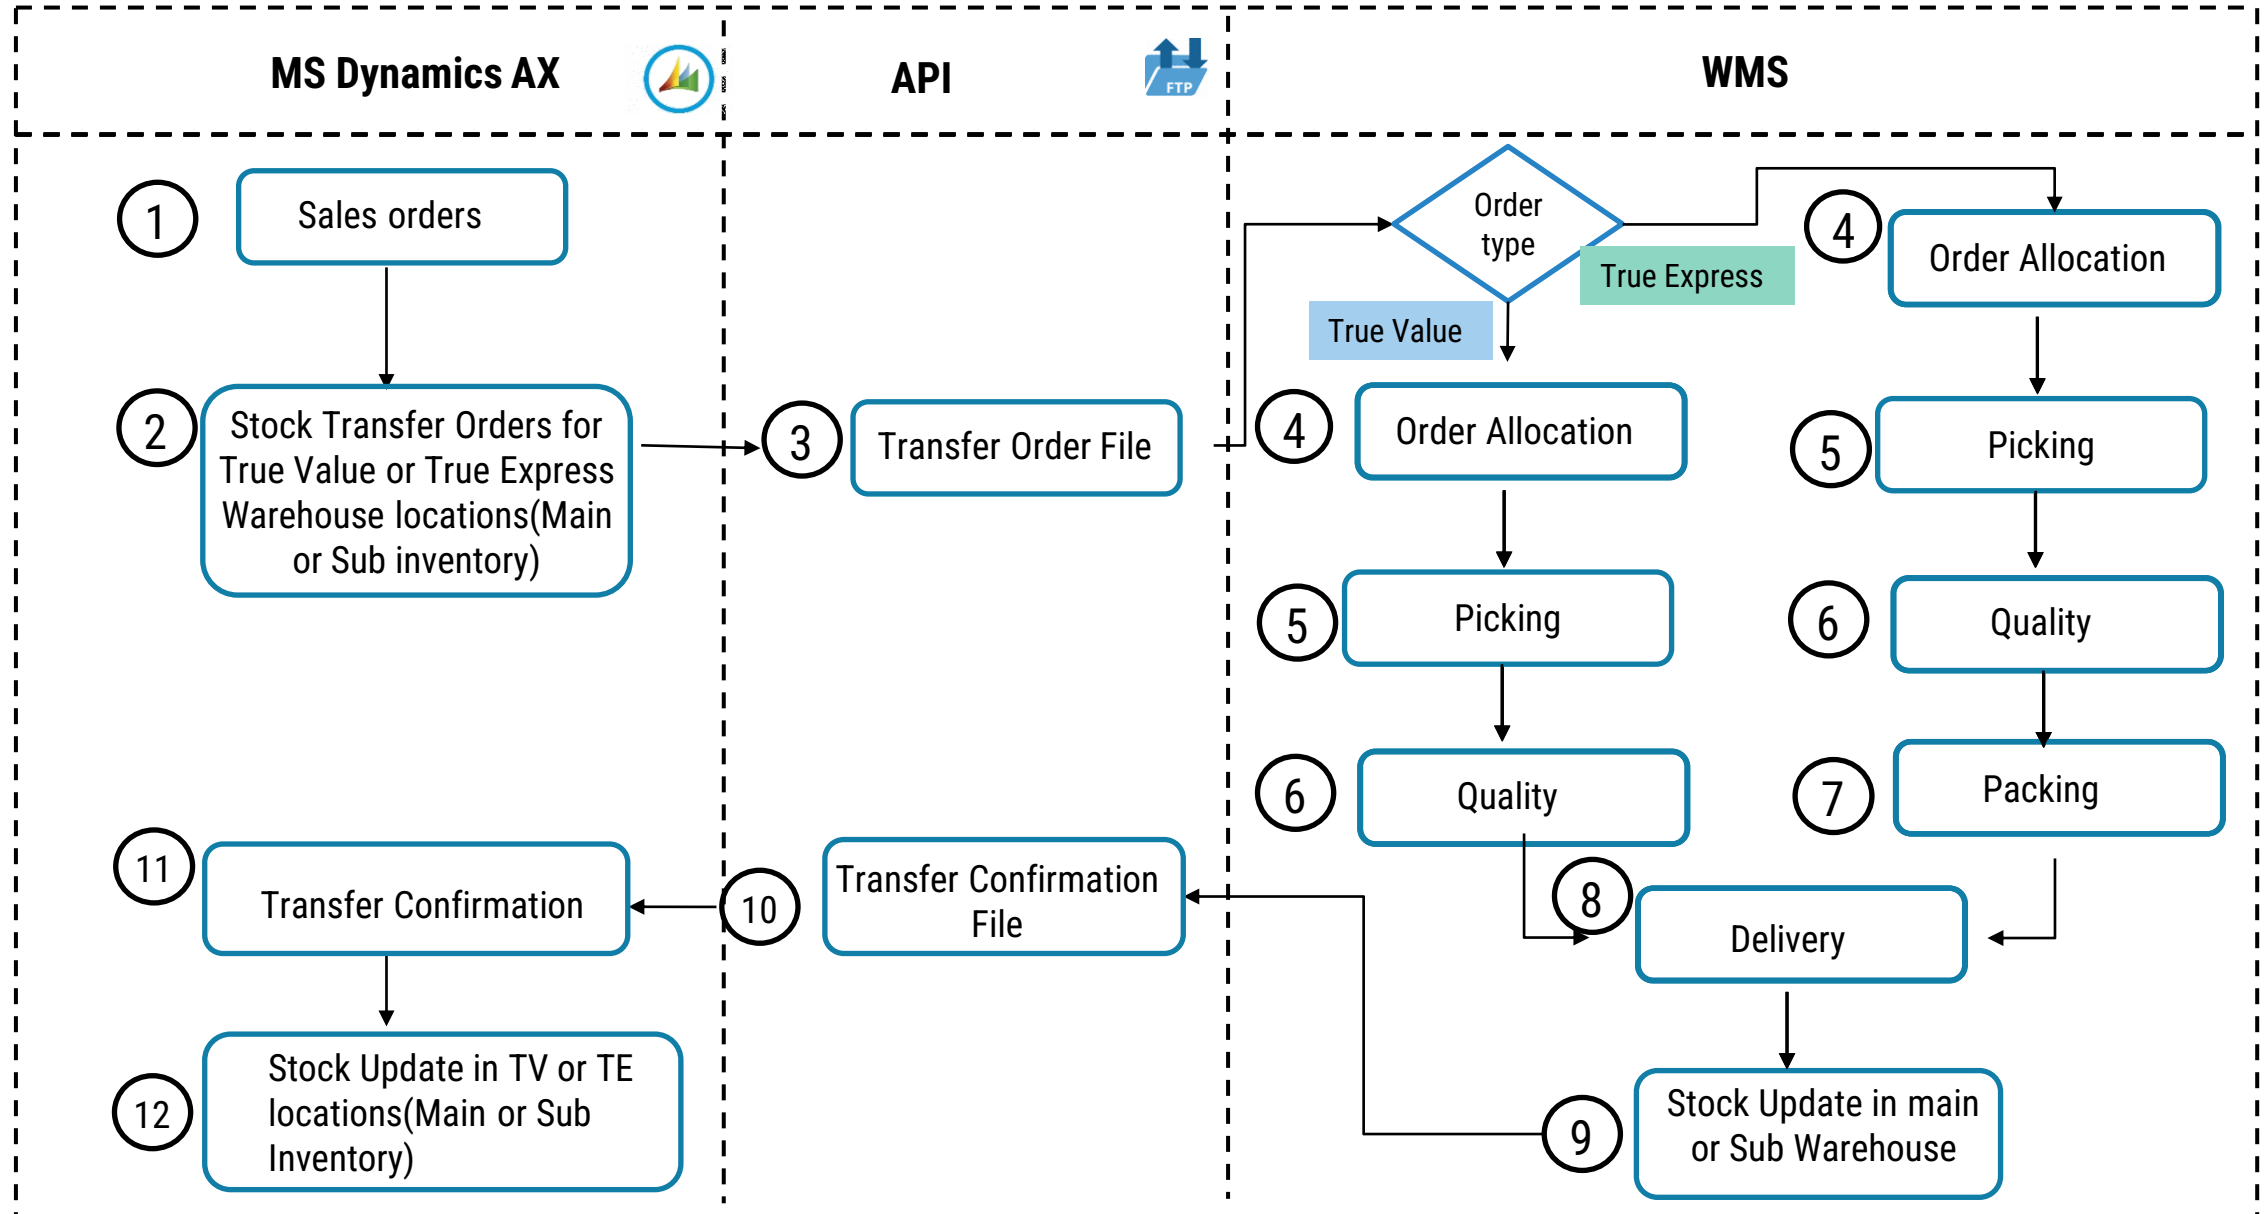 MS Dynamics AX
API
FTP
WMS
1
Sales orders
2
Stock Transfer Orders for
True Value or True Express
Warehouse locations(Main
or Sub inventory)
3
Transfer Order File
Order
type
True Express
True Value
4
Order Allocation
5
Picking
6
Quality
4
Order Allocation
5
Picking
6
Quality
7
Packing
8
Delivery
9
Stock Update in main
or Sub Warehouse
10
Transfer Confirmation
File
11
Transfer Confirmation
12
Stock Update in TV or TE
locations(Main or Sub
Inventory)